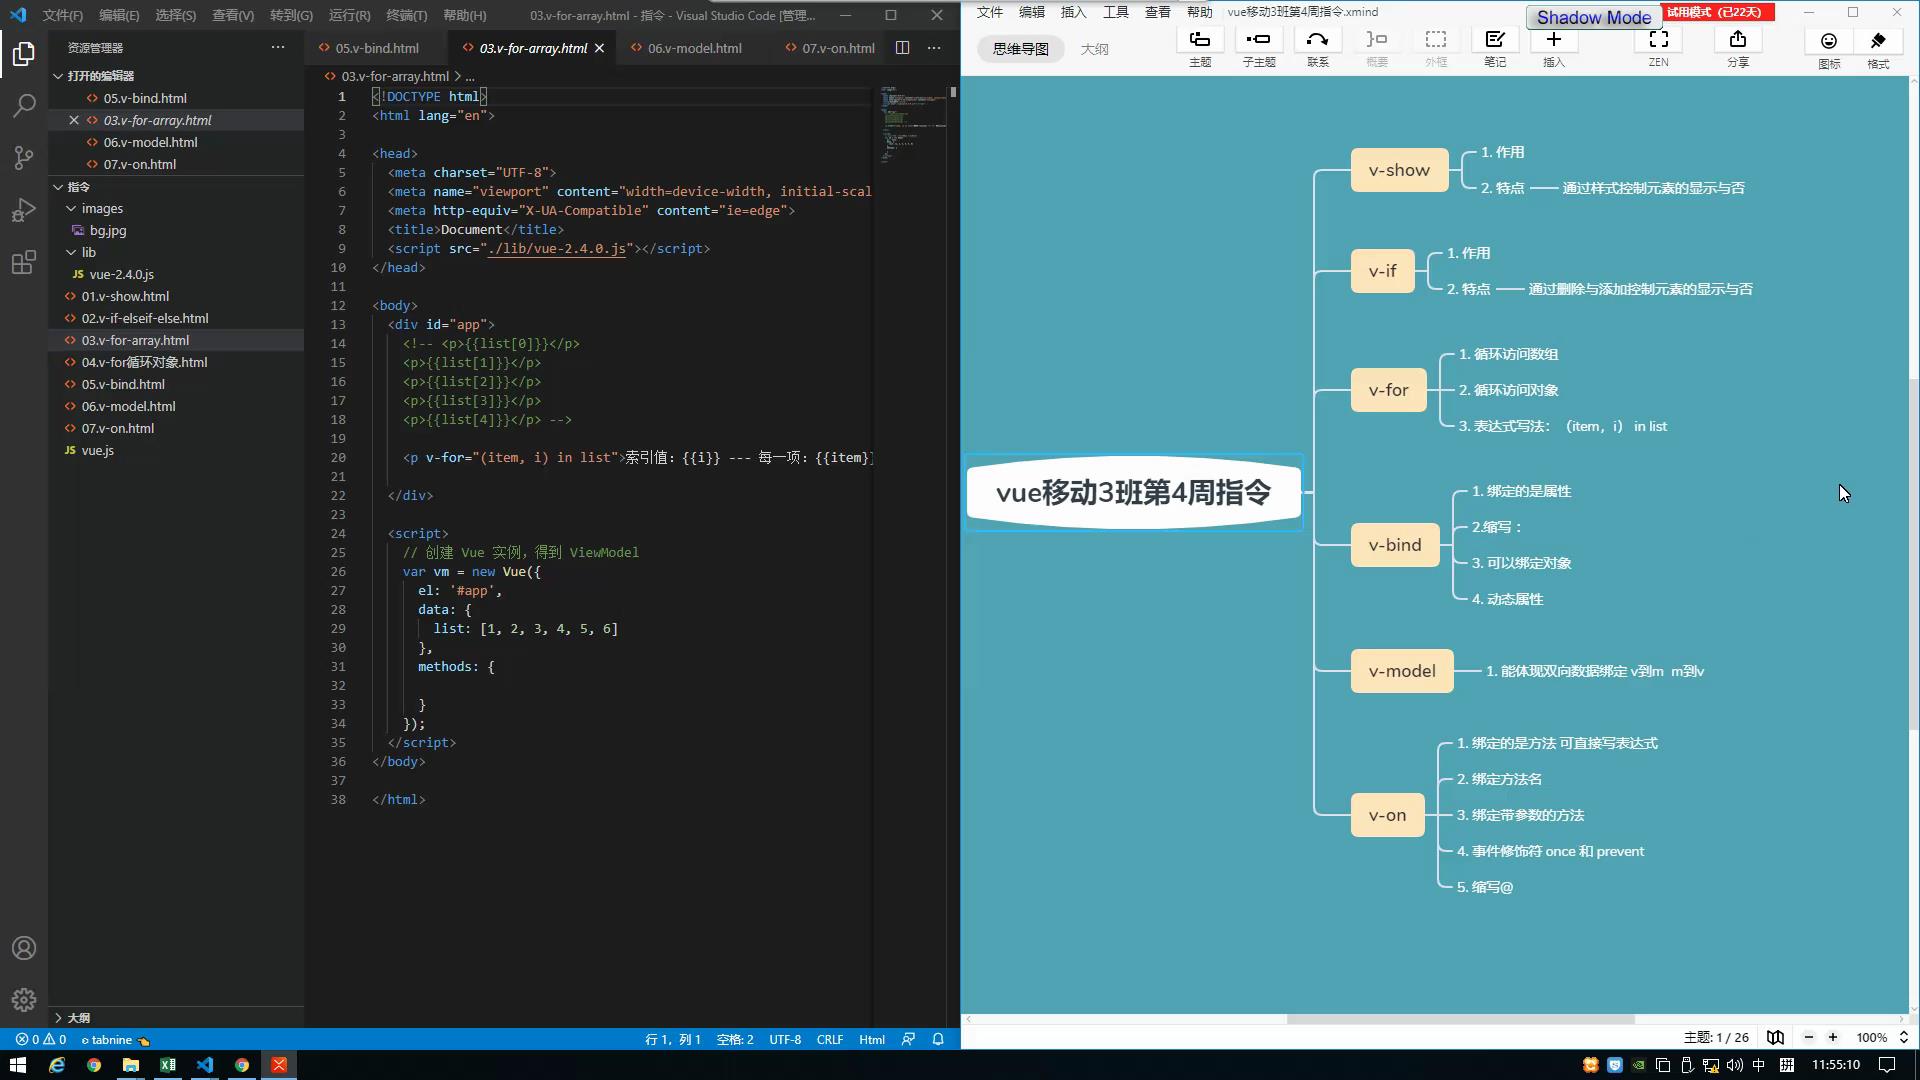 文件(F) 编辑(E) 选择(S) 查看(V) 转到(G) 运行(R) 终端(T) 帮助(H) 03.v-for-array.html - 指令 - Visual Studio Code [管理...
资源管理器
打开的编辑器
05.v-bind.html
03.v-for-array.html
06.v-model.html
07.v-on.html
指令
images
bg.jpg
lib
JS vue-2.4.0.js
01.v-show.html
02.v-if-elseif-else.html
03.v-for-array.html
04.v-for循环对象.html
05.v-bind.html
06.v-model.html
07.v-on.html
JS vue.js
大纲
05.v-bind.html 03.v-for-array.html 06.v-model.html 07.v-on.html
03.v-for-array.html > ...
1 <!DOCTYPE html>
2 <html lang="en">
3
4 <head>
5 <meta charset="UTF-8">
6 <meta name="viewport" content="width=device-width, initial-scal
7 <meta http-equiv="X-UA-Compatible" content="ie=edge">
8 <title>Document</title>
9 <script src="./lib/vue-2.4.0.js"></script>
10 </head>
11
12 <body>
13 <div id="app">
14 <!-- <p>{{list[0]}}</p>
15 <p>{{list[1]}}</p>
16 <p>{{list[2]}}</p>
17 <p>{{list[3]}}</p>
18 <p>{{list[4]}}</p> -->
19
20 <p v-for="(item, i) in list">索引值：{{i}} --- 每一项：{{item}]
21
22 </div>
23
24 <script>
25 // 创建 Vue 实例，得到 ViewModel
26 var vm = new Vue({
27 el: '#app',
28 data: {
29 list: [1, 2, 3, 4, 5, 6]
30 },
31 methods: {
32
33 }
34 });
35 </script>
36 </body>
37
38 </html>
0 0 tabnine 行 1，列 1 空格: 2 UTF-8 CRLF Html
文件 编辑 插入 工具 查看 帮助 vue移动3班第4周指令.xmind Shadow Mode 试用模式（已22天）
思维导图 大纲
主题 子主题 联系 概要 外框 笔记 插入 ZEN 分享 图标 格式
vue移动3班第4周指令
v-show
1. 作用
2. 特点 通过样式控制元素的显示与否
v-if
1. 作用
2. 特点 通过删除与添加控制元素的显示与否
v-for
1. 循环访问数组
2. 循环访问对象
3. 表达式写法：（item，i） in list
v-bind
1. 绑定的是属性
2.缩写：
3. 可以绑定对象
4. 动态属性
v-model
1. 能体现双向数据绑定 v到m m到v
v-on
1. 绑定的是方法 可直接写表达式
2. 绑定方法名
3. 绑定带参数的方法
4. 事件修饰符 once 和 prevent
5. 缩写@
主题: 1 / 26 100%
中 拼 11:55:10